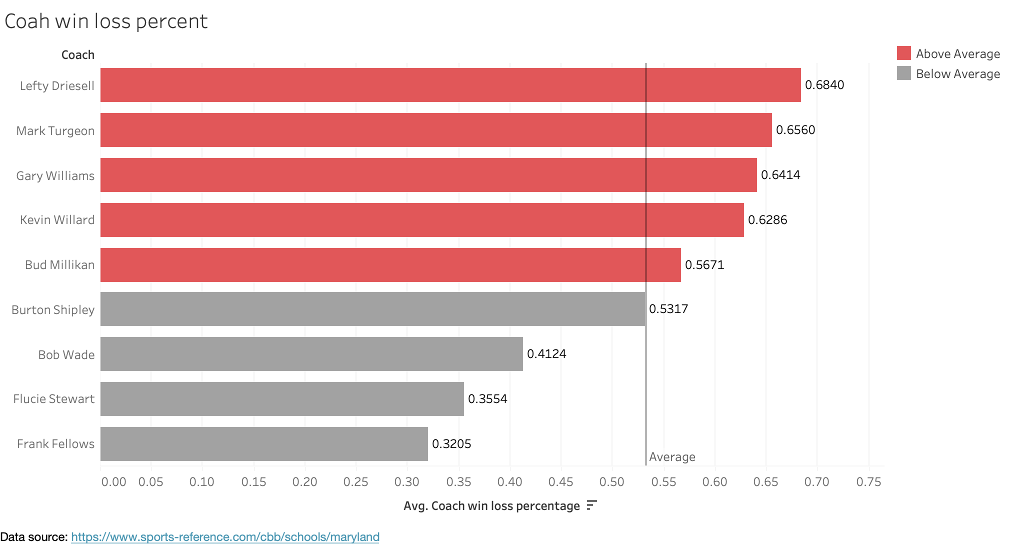 Coah win loss percent
Coach
Above Average
Below Average
Lefty Driesell 0.6840
Mark Turgeon 0.6560
Gary Williams 0.6414
Kevin Willard 0.6286
Bud Millikan 0.5671
Burton Shipley 0.5317
Bob Wade 0.4124
Flucie Stewart 0.3554
Frank Fellows 0.3205
Average
0.00 0.05 0.10 0.15 0.20 0.25 0.30 0.35 0.40 0.45 0.50 0.55 0.60 0.65 0.70 0.75
Avg. Coach win loss percentage
Data source: https://www.sports-reference.com/cbb/schools/maryland